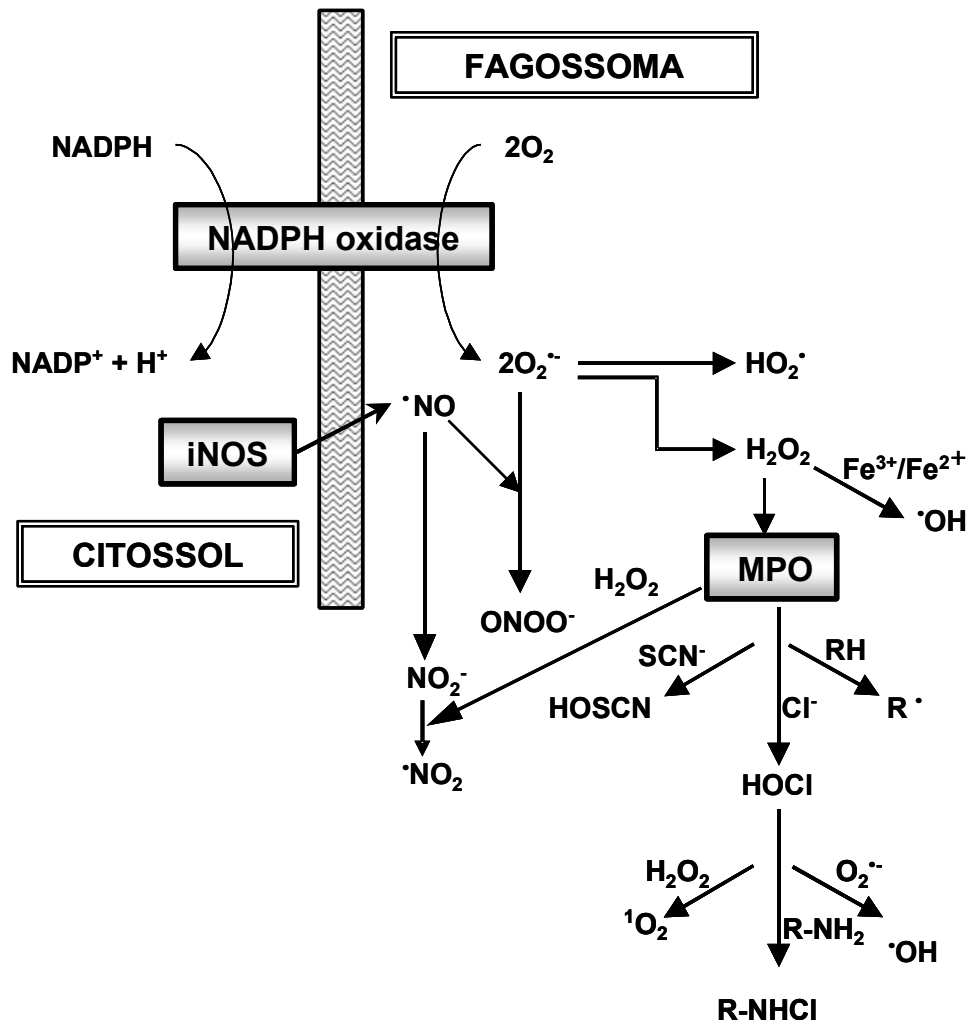 FAGOSSOMA
NADPH
2O₂
NADPH oxidase
NADP⁺ + H⁺
2O₂•⁻
HO₂•
•NO
iNOS
H₂O₂
Fe³⁺/Fe²⁺
•OH
CITOSSOL
MPO
H₂O₂
ONOO⁻
SCN⁻
RH
NO₂⁻
HOSCN
Cl⁻
R•
•NO₂
HOCl
H₂O₂
O₂•⁻
¹O₂
R-NH₂
•OH
R-NHCl